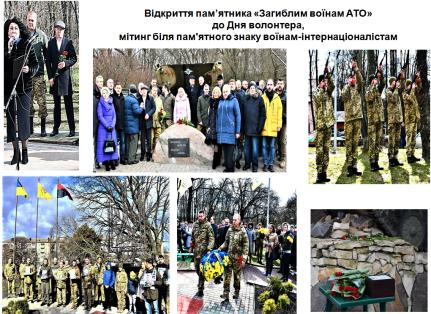 Відкриття пам'ятника «Загиблим воїнам АТО»
до Дня волонтера,
мітинг біля пам'ятного знаку воїнам-інтернаціоналістам